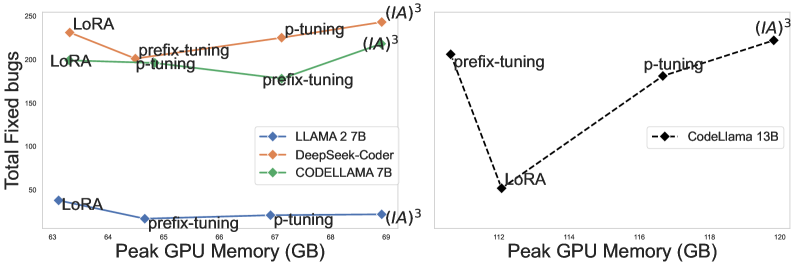 250
200
150
100
50
Total Fixed bugs
LoRA
prefix-tuning
p-tuning
(IA)³
LoRA
p-tuning
prefix-tuning
(IA)³
LLAMA 2 7B
DeepSeek-Coder
CODELLAMA 7B
LoRA
prefix-tuning
p-tuning
(IA)³
63 64 65 66 67 68 69
Peak GPU Memory (GB)
prefix-tuning
LoRA
p-tuning
(IA)³
CodeLlama 13B
112 114 116 118 120
Peak GPU Memory (GB)